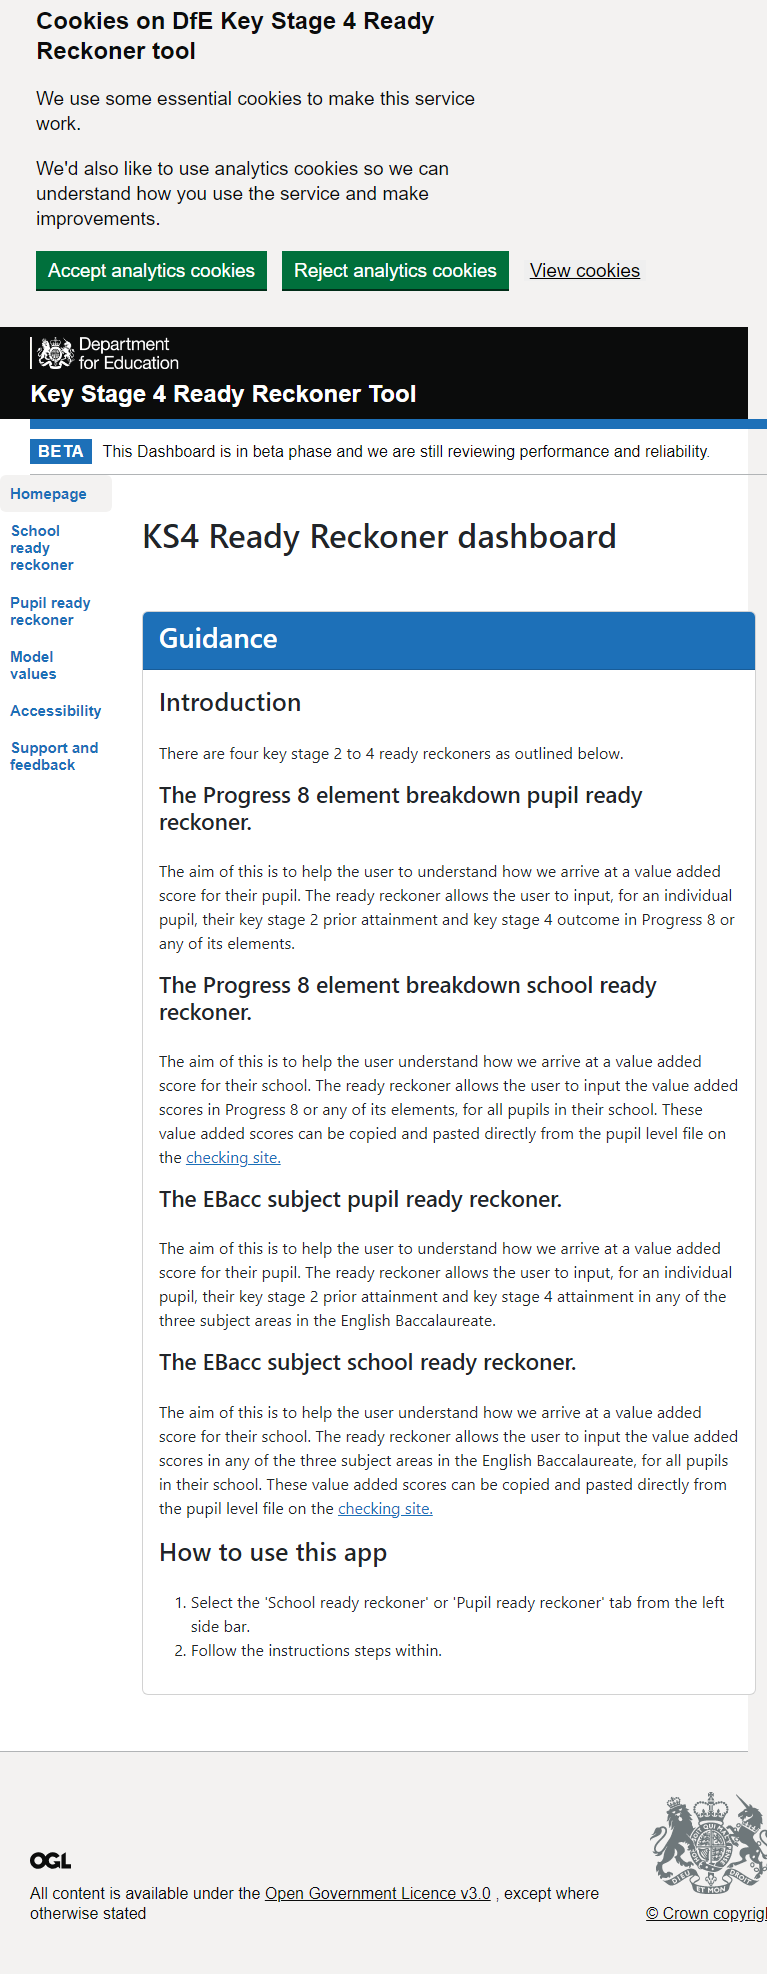 Cookies on DfE Key Stage 4 Ready
Reckoner tool
We use some essential cookies to make this service
work.
We'd also like to use analytics cookies so we can
understand how you use the service and make
improvements.
Accept analytics cookies Reject analytics cookies View cookies
Department
for Education
Key Stage 4 Ready Reckoner Tool
BETA This Dashboard is in beta phase and we are still reviewing performance and reliability.
Homepage
School
ready
reckoner
Pupil ready
reckoner
Model
values
Accessibility
Support and
feedback
KS4 Ready Reckoner dashboard
Guidance
Introduction
There are four key stage 2 to 4 ready reckoners as outlined below.
The Progress 8 element breakdown pupil ready
reckoner.
The aim of this is to help the user to understand how we arrive at a value added
score for their pupil. The ready reckoner allows the user to input, for an individual
pupil, their key stage 2 prior attainment and key stage 4 outcome in Progress 8 or
any of its elements.
The Progress 8 element breakdown school ready
reckoner.
The aim of this is to help the user understand how we arrive at a value added
score for their school. The ready reckoner allows the user to input the value added
scores in Progress 8 or any of its elements, for all pupils in their school. These
value added scores can be copied and pasted directly from the pupil level file on
the checking site.
The EBacc subject pupil ready reckoner.
The aim of this is to help the user to understand how we arrive at a value added
score for their pupil. The ready reckoner allows the user to input, for an individual
pupil, their key stage 2 prior attainment and key stage 4 attainment in any of the
three subject areas in the English Baccalaureate.
The EBacc subject school ready reckoner.
The aim of this is to help the user understand how we arrive at a value added
score for their school. The ready reckoner allows the user to input the value added
scores in any of the three subject areas in the English Baccalaureate, for all pupils
in their school. These value added scores can be copied and pasted directly from
the pupil level file on the checking site.
How to use this app
1. Select the 'School ready reckoner' or 'Pupil ready reckoner' tab from the left
side bar.
2. Follow the instructions steps within.
OGL
All content is available under the Open Government Licence v3.0 , except where
otherwise stated
© Crown copyrig